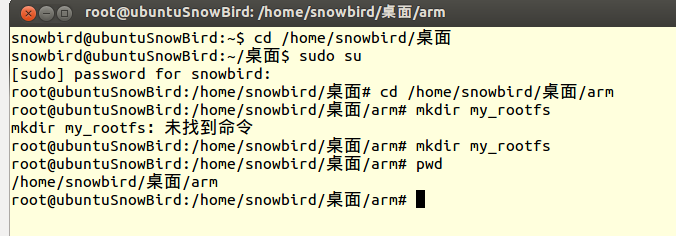 root@ubuntuSnowBird: /home/snowbird/桌面/arm
snowbird@ubuntuSnowBird:~$ cd /home/snowbird/桌面
snowbird@ubuntuSnowBird:~/桌面$ sudo su
[sudo] password for snowbird:
root@ubuntuSnowBird:/home/snowbird/桌面# cd /home/snowbird/桌面/arm
root@ubuntuSnowBird:/home/snowbird/桌面/arm# mkdir my_rootfs
mkdir my_rootfs: 未找到命令
root@ubuntuSnowBird:/home/snowbird/桌面/arm# mkdir my_rootfs
root@ubuntuSnowBird:/home/snowbird/桌面/arm# pwd
/home/snowbird/桌面/arm
root@ubuntuSnowBird:/home/snowbird/桌面/arm#